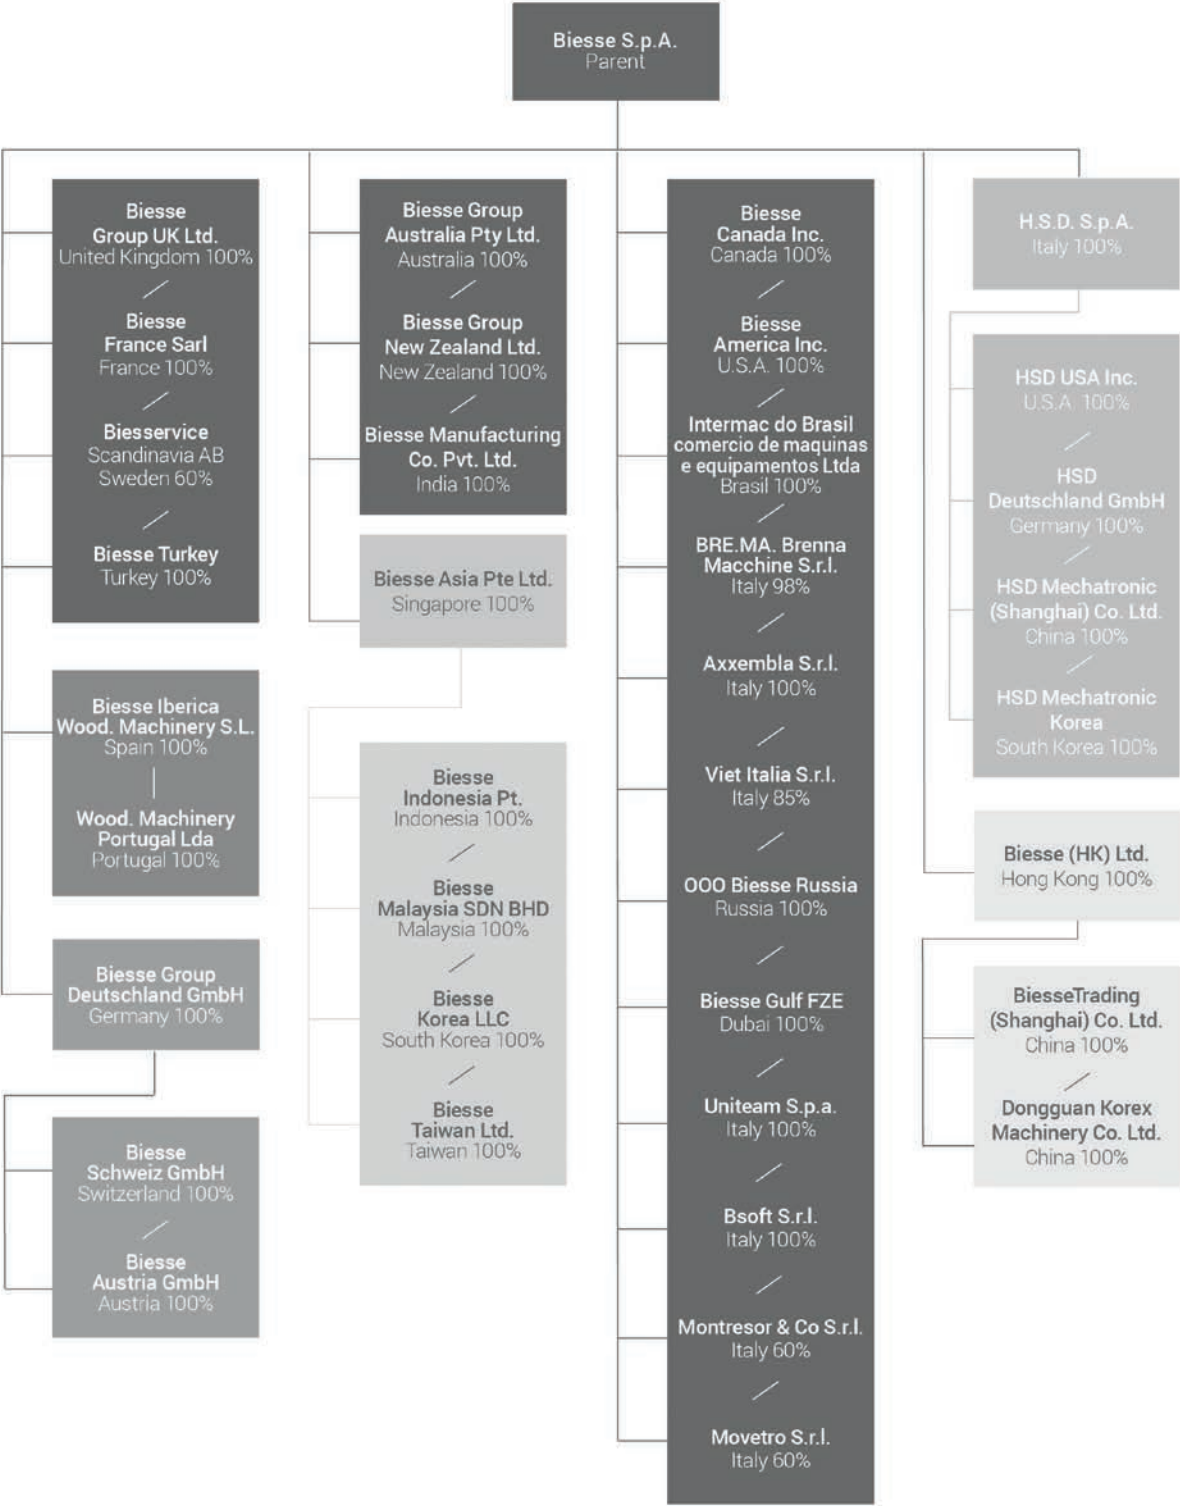 Biesse S.p.A.
Parent
Biesse
Group UK Ltd.
United Kingdom 100%
Biesse
France Sarl
France 100%
Biesservice
Scandinavia AB
Sweden 60%
Biesse Turkey
Turkey 100%
Biesse Iberica
Wood. Machinery S.L.
Spain 100%
Wood. Machinery
Portugal Lda
Portugal 100%
Biesse Group
Deutschland GmbH
Germany 100%
Biesse
Schweiz GmbH
Switzerland 100%
Biesse
Austria GmbH
Austria 100%
Biesse Group
Australia Pty Ltd.
Australia 100%
Biesse Group
New Zealand Ltd.
New Zealand 100%
Biesse Manufacturing
Co. Pvt. Ltd.
India 100%
Biesse Asia Pte Ltd.
Singapore 100%
Biesse
Indonesia Pt.
Indonesia 100%
Biesse
Malaysia SDN BHD
Malaysia 100%
Biesse
Korea LLC
South Korea 100%
Biesse
Taiwan Ltd.
Taiwan 100%
Biesse
Canada Inc.
Canada 100%
Biesse
America Inc.
U.S.A. 100%
Intermac do Brasil
comercio de maquinas
e equipamentos Ltda
Brasil 100%
BRE.MA. Brenna
Macchine S.r.l.
Italy 98%
Axxembla S.r.l.
Italy 100%
Viet Italia S.r.l.
Italy 85%
OOO Biesse Russia
Russia 100%
Biesse Gulf FZE
Dubai 100%
Uniteam S.p.a.
Italy 100%
Bsoft S.r.l.
Italy 100%
Montresor & Co S.r.l.
Italy 60%
Movetro S.r.l.
Italy 60%
H.S.D. S.p.A.
Italy 100%
HSD USA Inc.
U.S.A. 100%
HSD
Deutschland GmbH
Germany 100%
HSD Mechatronic
(Shanghai) Co. Ltd.
China 100%
HSD Mechatronic
Korea
South Korea 100%
Biesse (HK) Ltd.
Hong Kong 100%
BiesseTrading
(Shanghai) Co. Ltd.
China 100%
Dongguan Korex
Machinery Co. Ltd.
China 100%